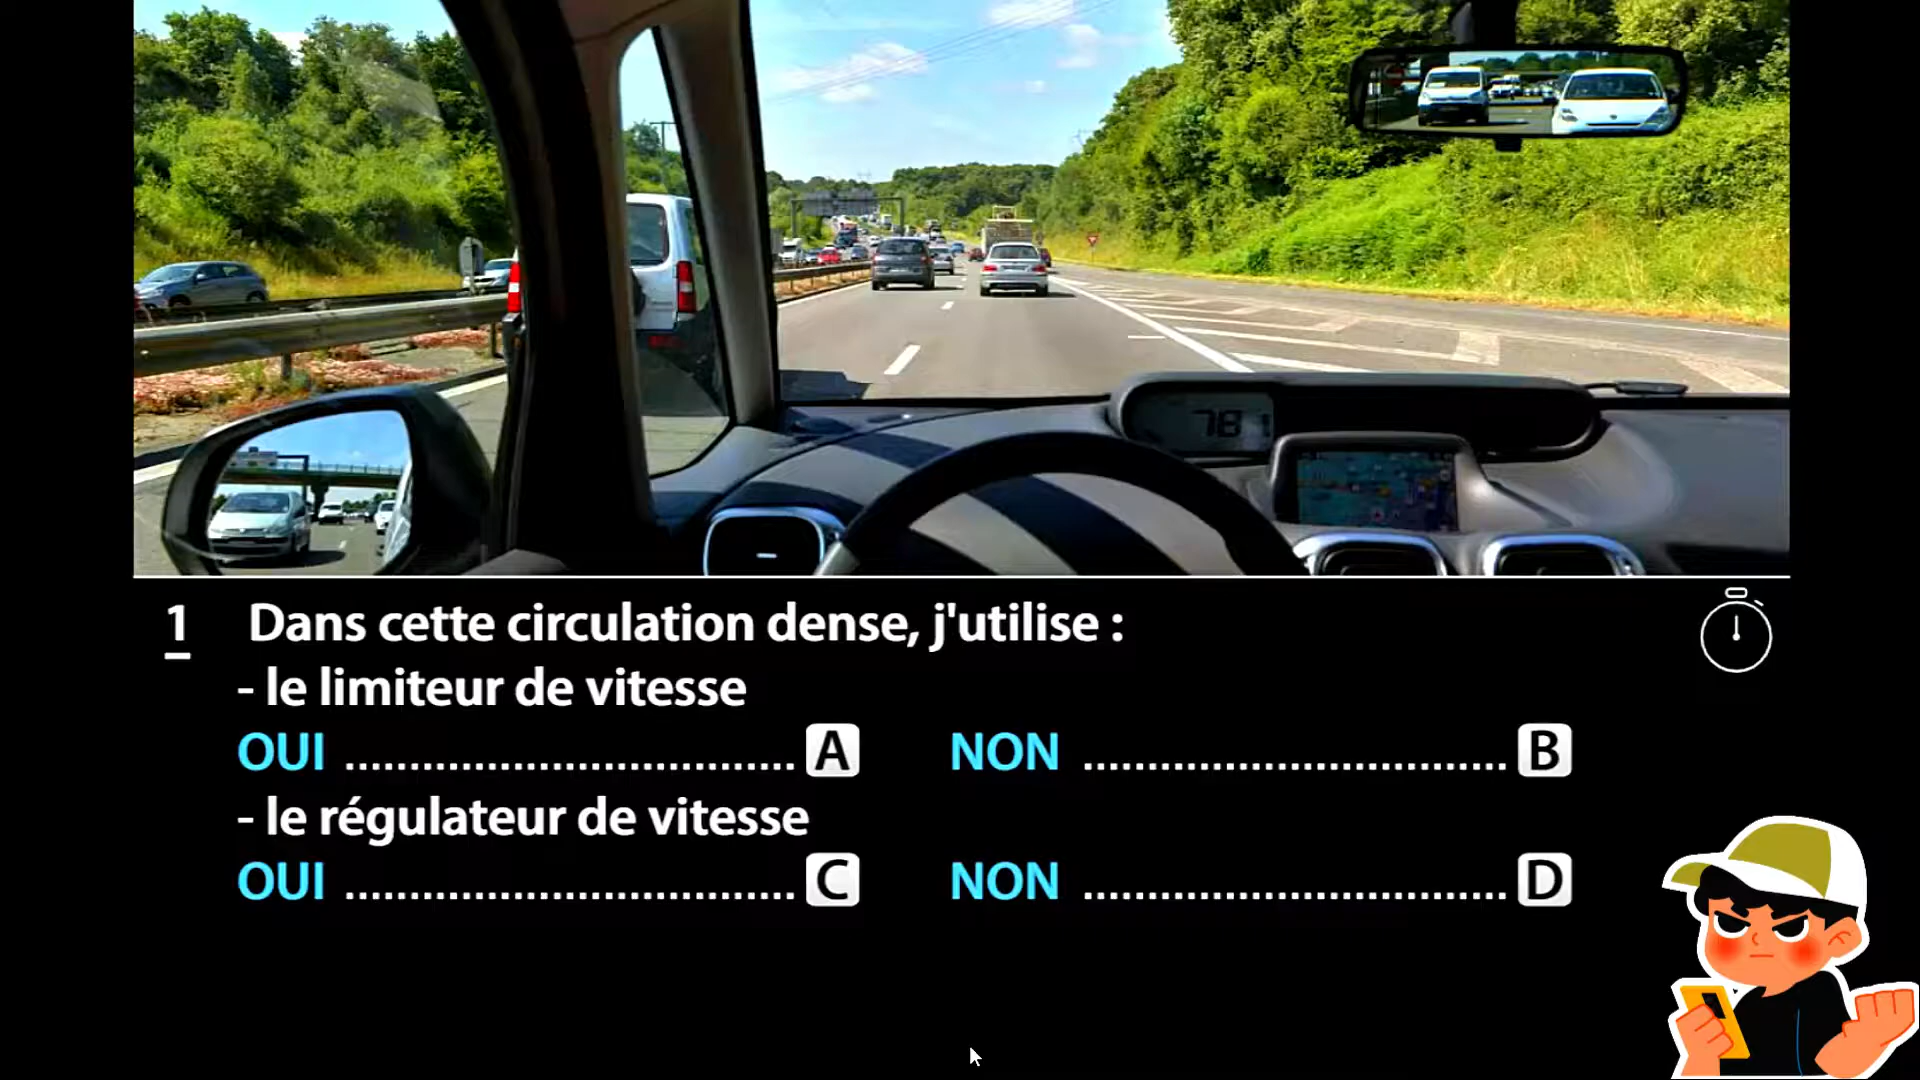 78
1 Dans cette circulation dense, j'utilise :
- le limiteur de vitesse
OUI ................................... A NON ................................. B
- le régulateur de vitesse
OUI ................................... C NON ................................. D